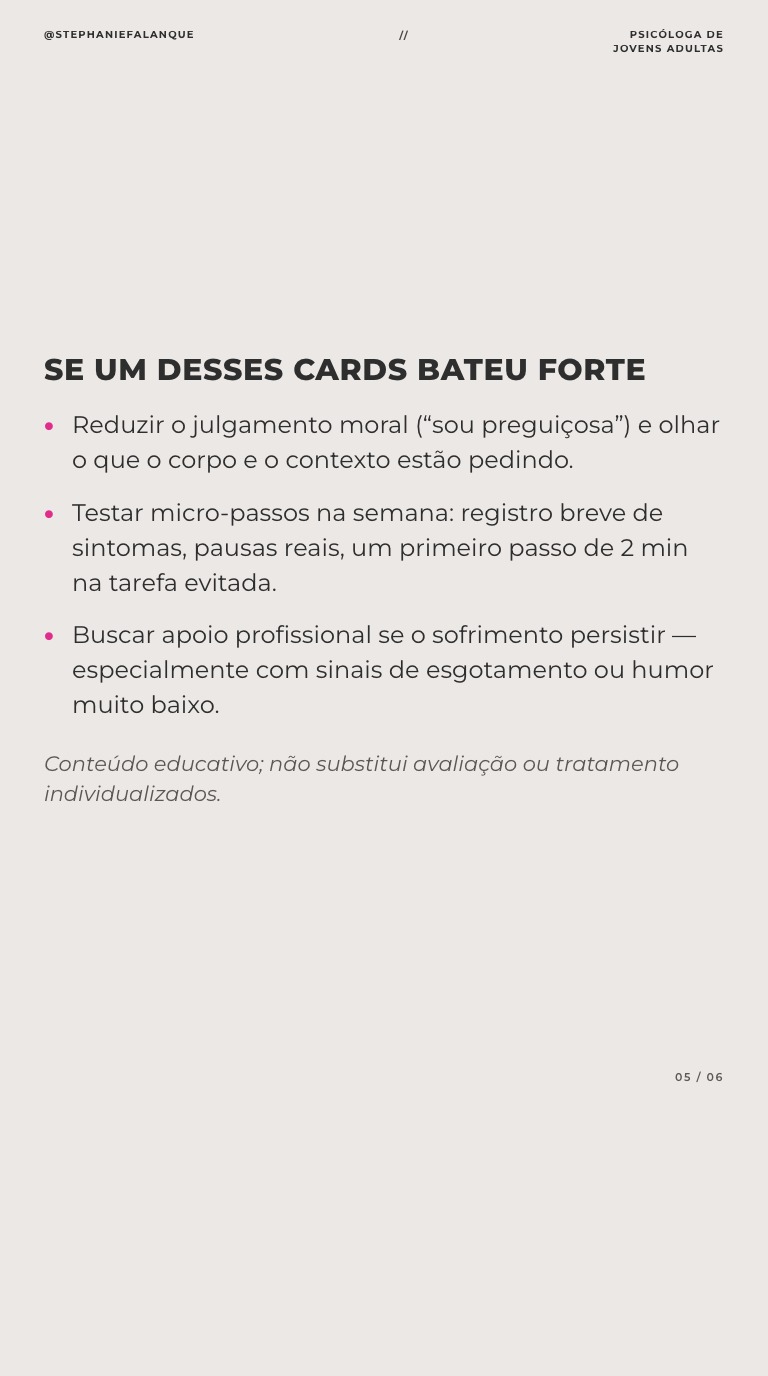 @STEPHANIEFALANQUE
//
PSICÓLOGA DE
JOVENS ADULTAS
SE UM DESSES CARDS BATEU FORTE
• Reduzir o julgamento moral (“sou preguiçosa”) e olhar
o que o corpo e o contexto estão pedindo.
• Testar micro-passos na semana: registro breve de
sintomas, pausas reais, um primeiro passo de 2 min
na tarefa evitada.
• Buscar apoio profissional se o sofrimento persistir —
especialmente com sinais de esgotamento ou humor
muito baixo.
Conteúdo educativo; não substitui avaliação ou tratamento
individualizados.
05 / 06